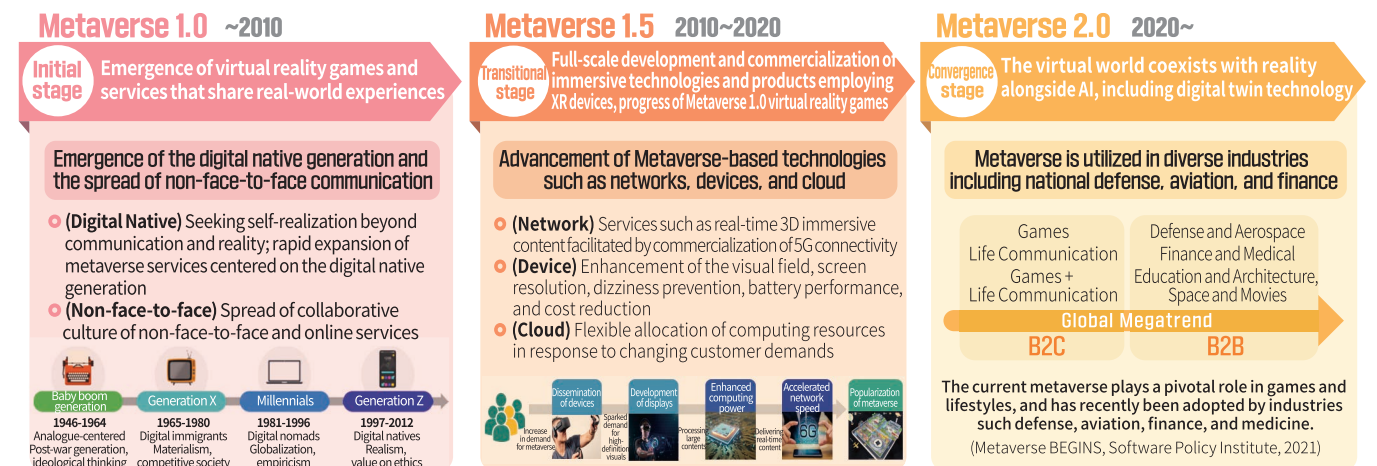 Metaverse 1.0 ~2010
Initial
stage
Emergence of virtual reality games and
services that share real-world experiences
Emergence of the digital native generation and
the spread of non-face-to-face communication
(Digital Native) Seeking self-realization beyond
communication and reality; rapid expansion of
metaverse services centered on the digital native
generation
(Non-face-to-face) Spread of collaborative
culture of non-face-to-face and online services
Baby boom
generation
1946-1964
Analogue-centered
Post-war generation,
ideological thinking
Generation X
1965-1980
Digital immigrants
Materialism,
competitive society
Millennials
1981-1996
Digital nomads
Globalization,
empiricism
Generation Z
1997-2012
Digital natives
Realism,
value on ethics
Metaverse 1.5 2010~2020
Transitional
stage
Full-scale development and commercialization of
immersive technologies and products employing
XR devices, progress of Metaverse 1.0 virtual reality games
Advancement of Metaverse-based technologies
such as networks, devices, and cloud
(Network) Services such as real-time 3D immersive
content facilitated by commercialization of 5G connectivity
(Device) Enhancement of the visual field, screen
resolution, dizziness prevention, battery performance,
and cost reduction
(Cloud) Flexible allocation of computing resources
in response to changing customer demands
Increase
in demand
for metaverse
Dissemination
of devices
Sparked
demand
for
high-
definition
visuals
Development
of displays
Processing
large
contents
Enhanced
computing
power
Delivering
real-time
content
Accelerated
network
speed
6G
Popularization
of metaverse
Metaverse 2.0 2020~
Convergence
stage
The virtual world coexists with reality
alongside AI, including digital twin technology
Metaverse is utilized in diverse industries
including national defense, aviation, and finance
Games
Life Communication
Games +
Life Communication
Defense and Aerospace
Finance and Medical
Education and Architecture,
Space and Movies
Global Megatrend
B2C
B2B
The current metaverse plays a pivotal role in games and
lifestyles, and has recently been adopted by industries
such defense, aviation, finance, and medicine.
(Metaverse BEGINS, Software Policy Institute, 2021)